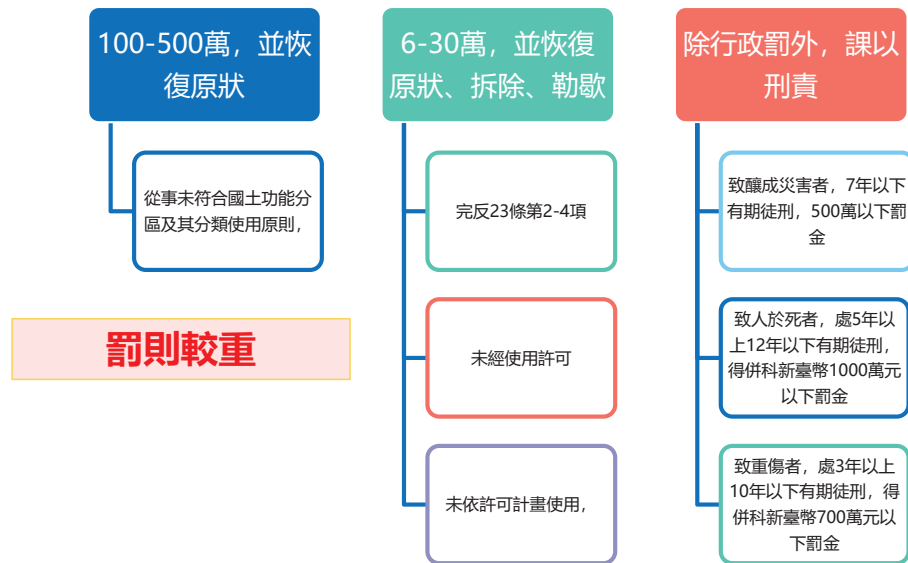 100-500萬，並恢
復原狀
從事未符合國土功能分
區及其分類使用原則，
罰則較重
6-30萬，並恢復
原狀、拆除、勒歇
完反23條第2-4項
未經使用許可
未依許可計畫使用，
除行政罰外，課以
刑責
致釀成災害者，7年以下
有期徒刑，500萬以下罰
金
致人於死者，處5年以
上12年以下有期徒刑，
得併科新臺幣1000萬元
以下罰金
致重傷者，處3年以上
10年以下有期徒刑，得
併科新臺幣700萬元以
下罰金